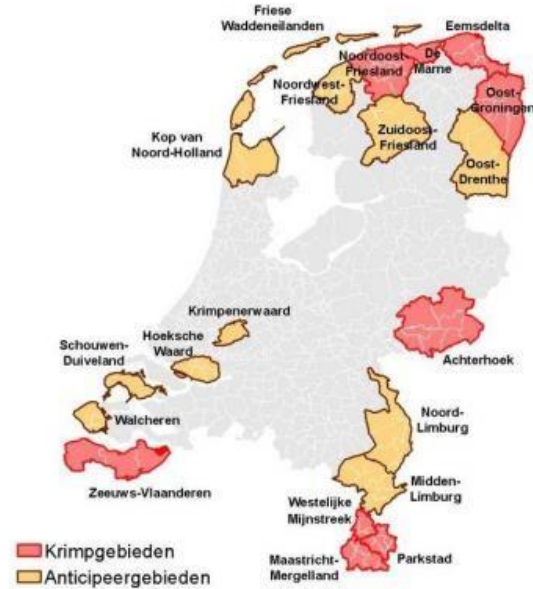 Friese
Waddeneilanden
Eemsdelta
Noordoost-
Friesland
De
Marne
Noordwest-
Friesland
Oost-
Groningen
Kop van
Noord-Holland
Zuidoost-
Friesland
Oost-
Drenthe
Krimpenerwaard
Hoeksche
Waard
Schouwen-
Duiveland
Achterhoek
Walcheren
Noord-
Limburg
Zeeuws-Vlaanderen
Midden-
Limburg
Westelijke
Mijnstreek
Maastricht-
Mergelland
Parkstad
Krimpgebieden
Anticipeergebieden